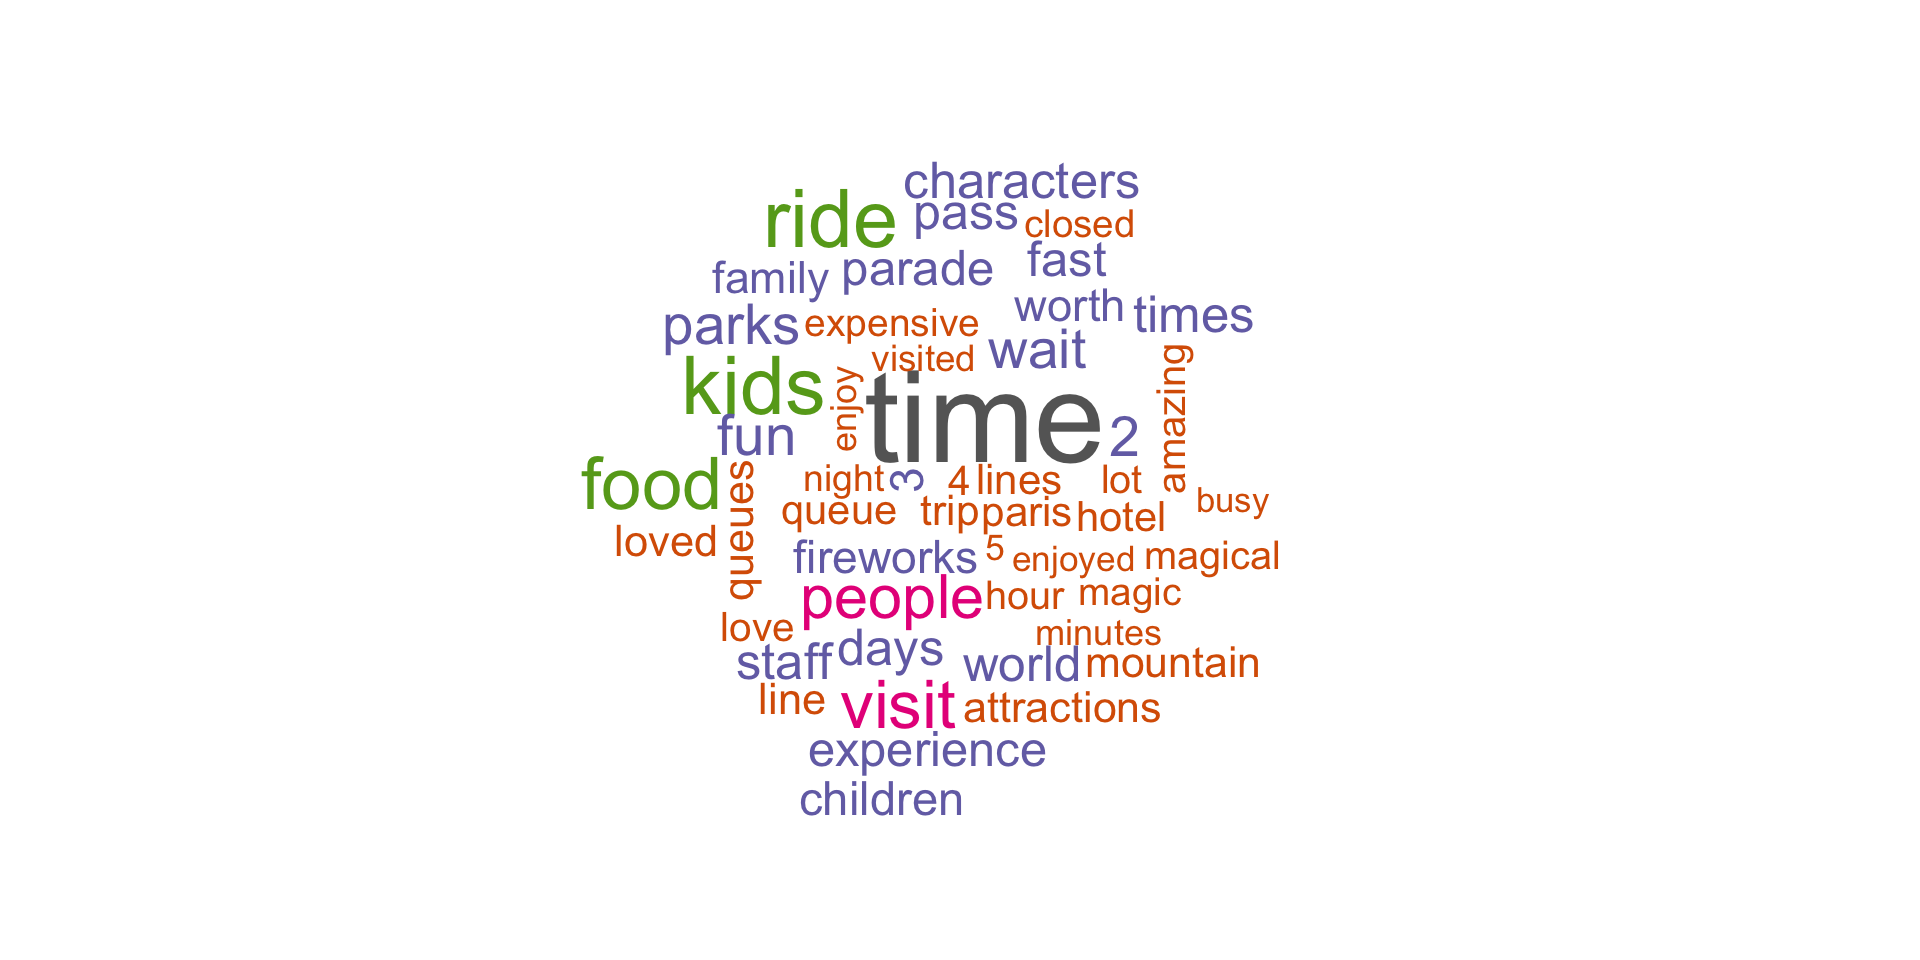 characters
ride pass closed
family parade fast
parks expensive worth times
visited wait
kids enjoy time 2 amazing
fun
food queues night 3 4 lines lot busy
queue trip paris hotel
loved fireworks 5 enjoyed magical
people hour magic
love minutes
staff days world mountain
line visit attractions
experience
children